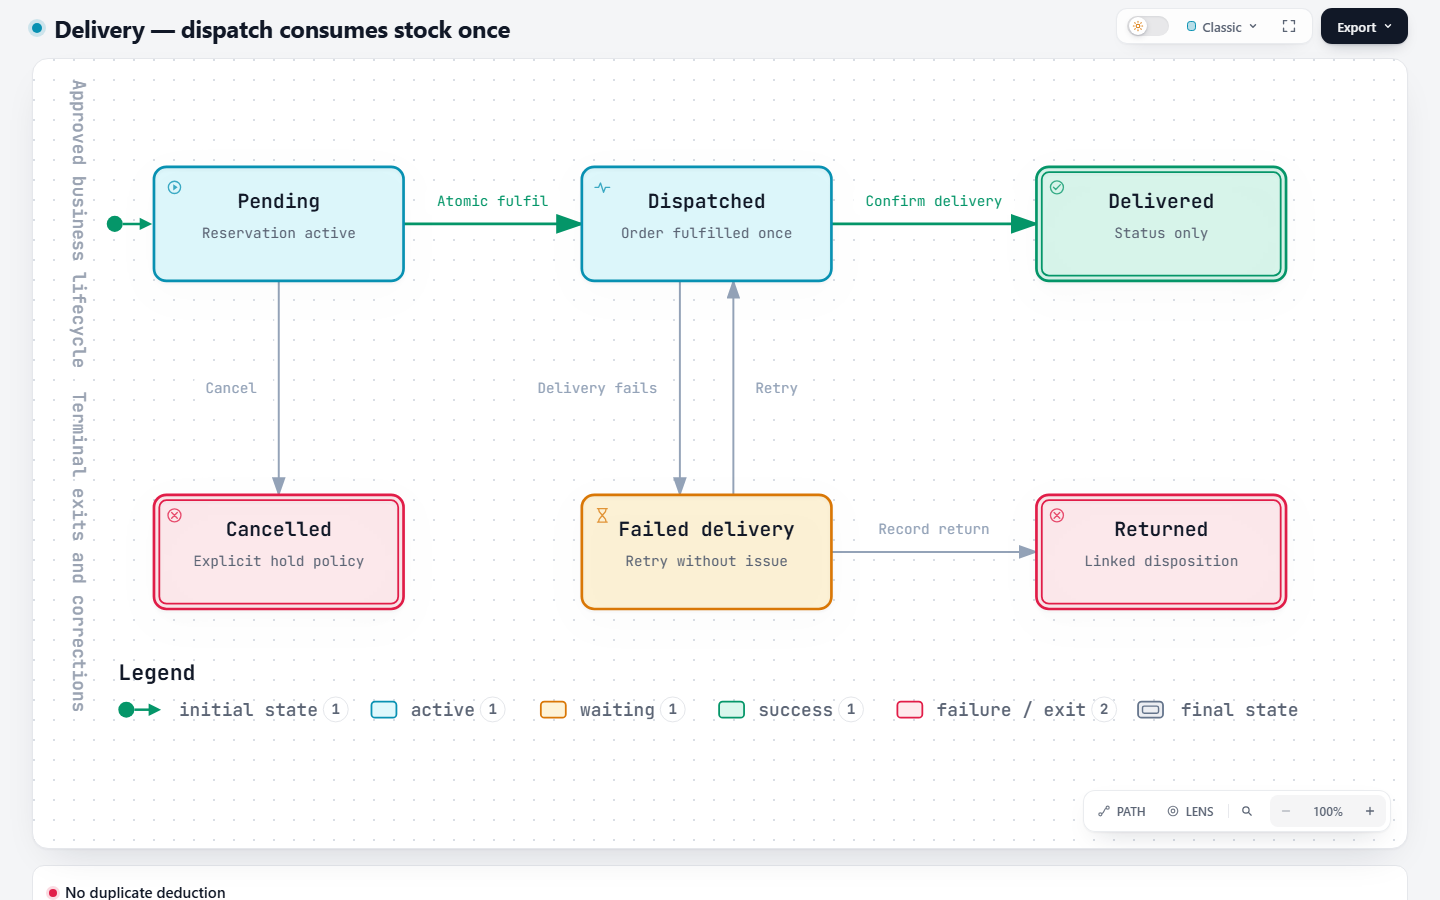 Delivery — dispatch consumes stock once
Classic
Export
Approved business lifecycle
Terminal exits and corrections
Pending
Reservation active
Atomic fulfil
Dispatched
Order fulfilled once
Confirm delivery
Delivered
Status only
Cancel
Delivery fails
Retry
Cancelled
Explicit hold policy
Failed delivery
Retry without issue
Record return
Returned
Linked disposition
Legend
initial state 1
active 1
waiting 1
success 1
failure / exit 2
final state
PATH
LENS
− 100% +
No duplicate deduction